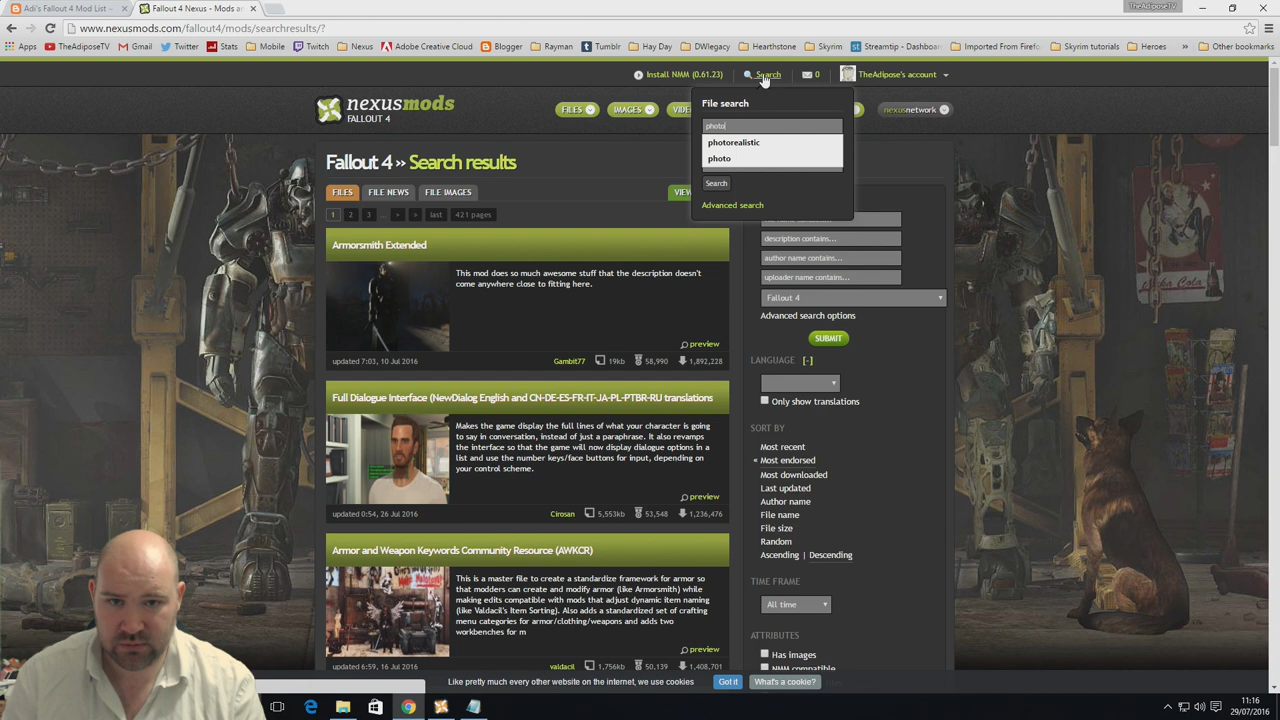 Adi's Fallout 4 Mod List -
Fallout 4 Nexus - Mods a
TheAdiposeTV
www.nexusmods.com/fallout4/mods/searchresults/?
Apps
TheAdiposeTV
Gmail
Twitter
Stats
Mobile
Twitch
Nexus
Adobe Creative Cloud
Blogger
Rayman
Tumblr
Hay Day
DWlegacy
Hearthstone
Skyrim
Streamtip - Dashboa
Imported From Firefo
Skyrim tutorials
Heroes
»
Other bookmarks
Install NMM (0.61.23)
Search
0
TheAdipose's account
nexusmods
FALLOUT 4
FILES
IMAGES
VIDE
nexusnetwork
File search
photo
photorealistic
photo
Search
Advanced search
Fallout 4 » Search results
FILES
FILE NEWS
FILE IMAGES
VIEW
1 2 3 ... › > last 421 pages
Armorsmith Extended
This mod does so much awesome stuff that the description doesn't
come anywhere close to fitting here.
preview
updated 7:03, 10 Jul 2016
Gambit77
19kb
58,990
1,892,228
Full Dialogue Interface (NewDialog English and CN-DE-ES-FR-IT-JA-PL-PTBR-RU translations
Makes the game display the full lines of what your character is going
to say in conversation, instead of just a paraphrase. It also revamps
the interface so that the game will now display dialogue options in a
list and use the number keys/face buttons for input, depending on
your control scheme.
preview
updated 0:54, 26 Jul 2016
Cirosan
5,553kb
53,548
1,236,476
Armor and Weapon Keywords Community Resource (AWKCR)
This is a master file to create a standardize framework for armor so
that modders can create and modify armor (like Armorsmith) while
making edits compatible with mods that adjust dynamic item naming
(like Valdacil's Item Sorting). Also adds a standardized set of crafting
menu categories for armor/clothing/weapons and adds two
workbenches for m
preview
updated 6:59, 16 Jul 2016
valdacil
1,756kb
50,139
1,408,701
description contains...
author name contains...
uploader name contains...
Fallout 4
Advanced search options
SUBMIT
LANGUAGE [-]
Only show translations
SORT BY
Most recent
« Most endorsed
Most downloaded
Last updated
Author name
File name
File size
Random
Ascending | Descending
TIME FRAME
All time
ATTRIBUTES
Has images
NMM compatible
Like pretty much every other website on the internet, we use cookies
Got it
What's a cookie?
11:16
29/07/2016